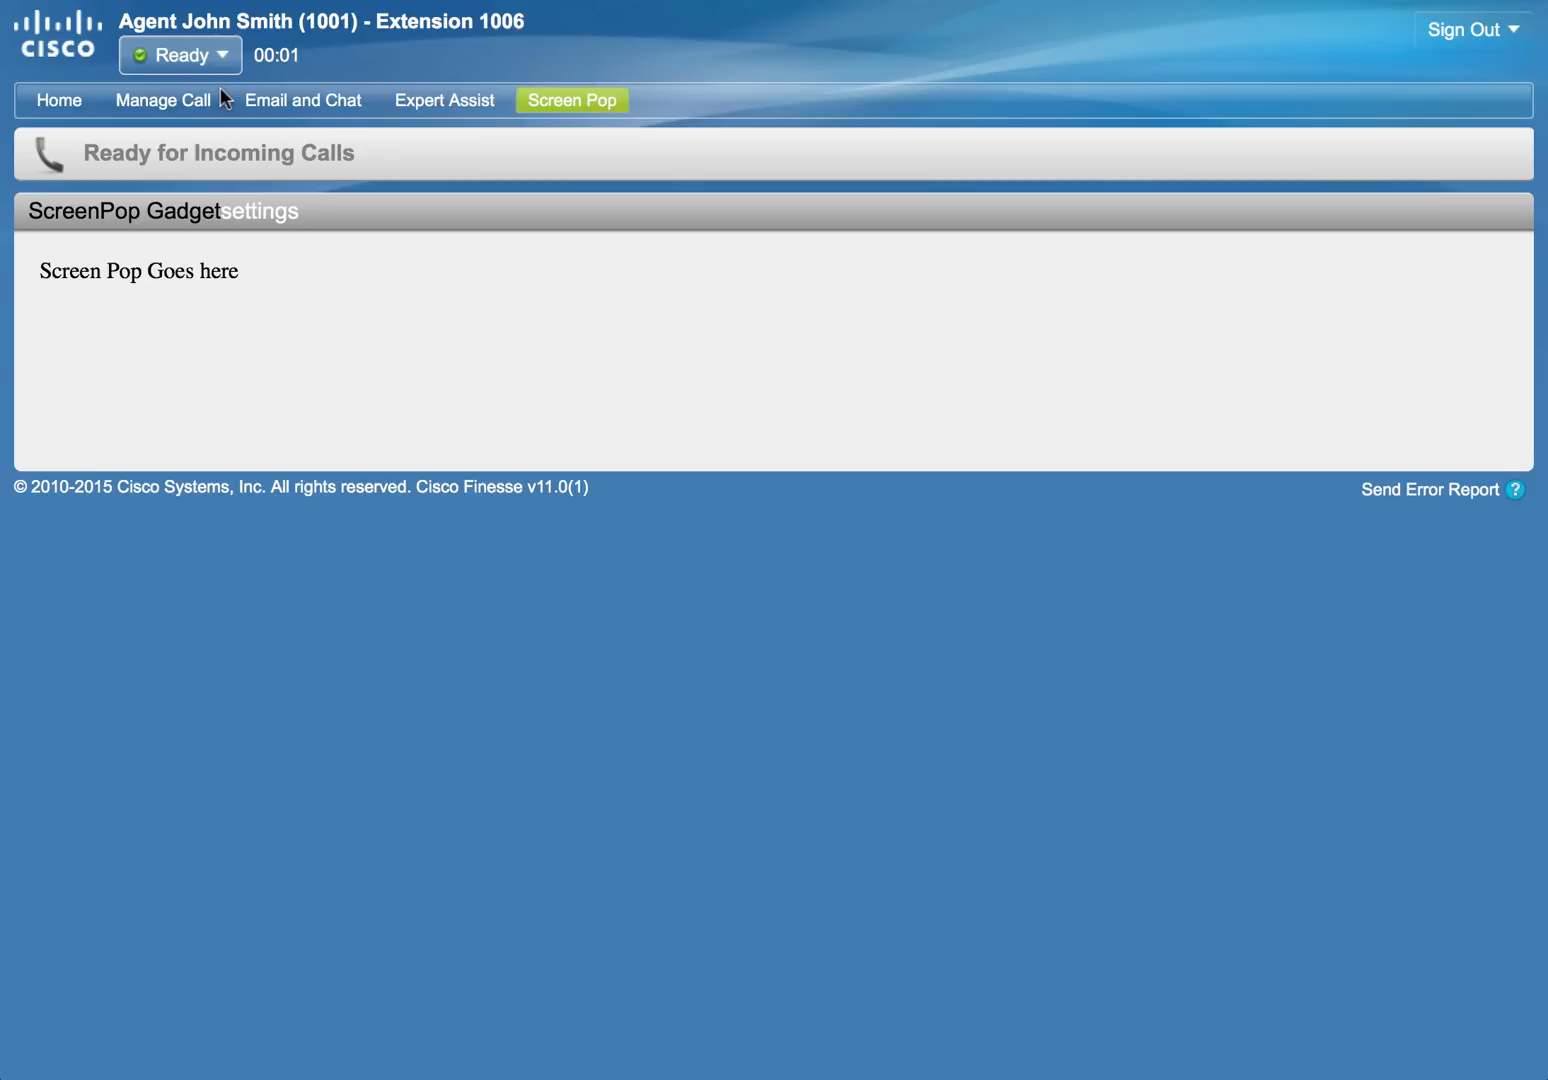 Agent John Smith (1001) - Extension 1006
Sign Out
CISCO
Ready 00:01
Home Manage Call Email and Chat Expert Assist Screen Pop
Ready for Incoming Calls
ScreenPop Gadgetsettings
Screen Pop Goes here
© 2010-2015 Cisco Systems, Inc. All rights reserved. Cisco Finesse v11.0(1)
Send Error Report ?